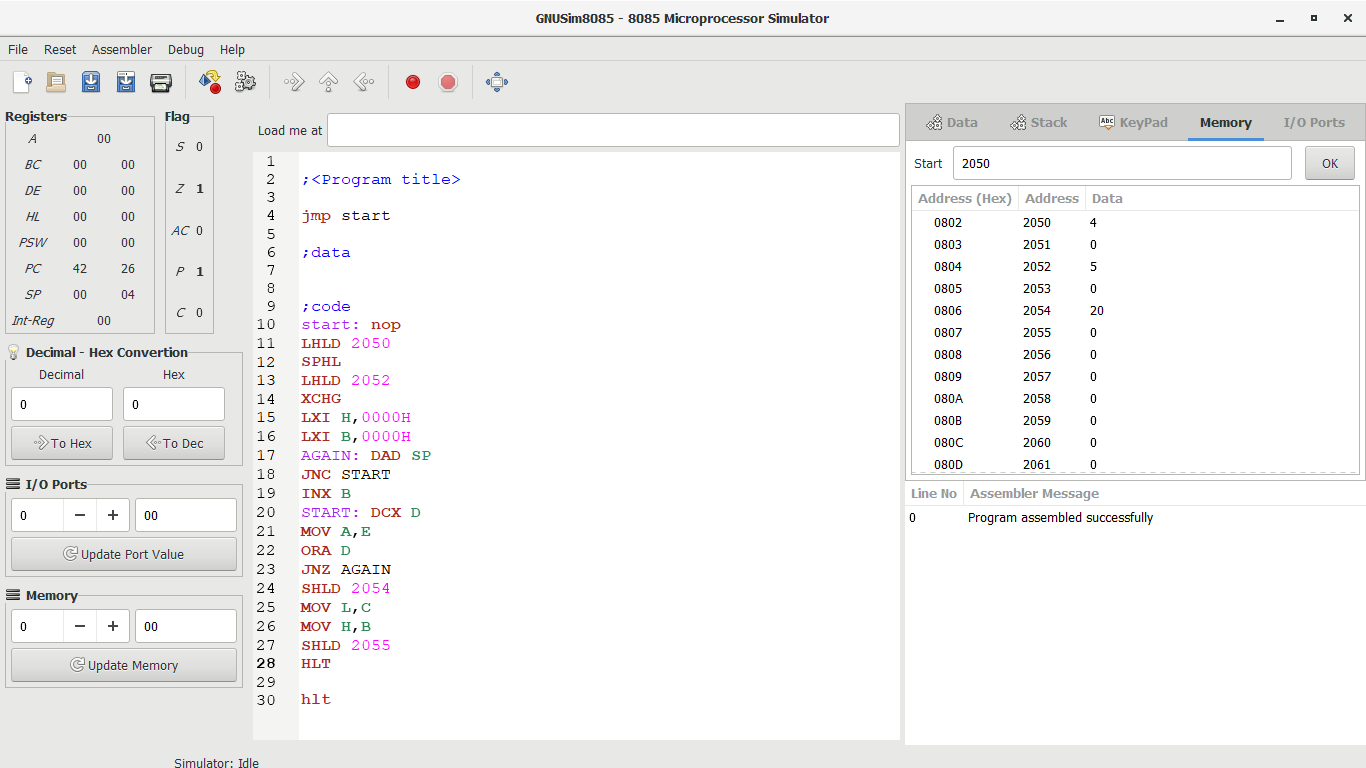 GNUSim8085 - 8085 Microprocessor Simulator
File Reset Assembler Debug Help
Registers
A 00
BC 00 00
DE 00 00
HL 00 00
PSW 00 00
PC 42 26
SP 00 04
Int-Reg 00
Flag
S 0
Z 1
AC 0
P 1
C 0
Decimal - Hex Convertion
Decimal Hex
0 0
To Hex To Dec
I/O Ports
0 − + 00
Update Port Value
Memory
0 − + 00
Update Memory
Load me at
1
2 ;<Program title>
3
4 jmp start
5
6 ;data
7
8
9 ;code
10 start: nop
11 LHLD 2050
12 SPHL
13 LHLD 2052
14 XCHG
15 LXI H,0000H
16 LXI B,0000H
17 AGAIN: DAD SP
18 JNC START
19 INX B
20 START: DCX D
21 MOV A,E
22 ORA D
23 JNZ AGAIN
24 SHLD 2054
25 MOV L,C
26 MOV H,B
27 SHLD 2055
28 HLT
29
30 hlt
Data Stack Abc KeyPad Memory I/O Ports
Start 2050 OK
Address (Hex) Address Data
0802 2050 4
0803 2051 0
0804 2052 5
0805 2053 0
0806 2054 20
0807 2055 0
0808 2056 0
0809 2057 0
080A 2058 0
080B 2059 0
080C 2060 0
080D 2061 0
Line No Assembler Message
0 Program assembled successfully
Simulator: Idle